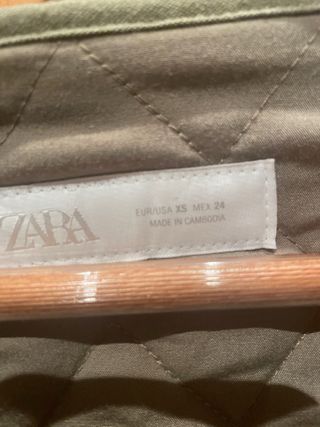 ZARA
EUR/USA XS MEX 24
MADE IN CAMBODIA